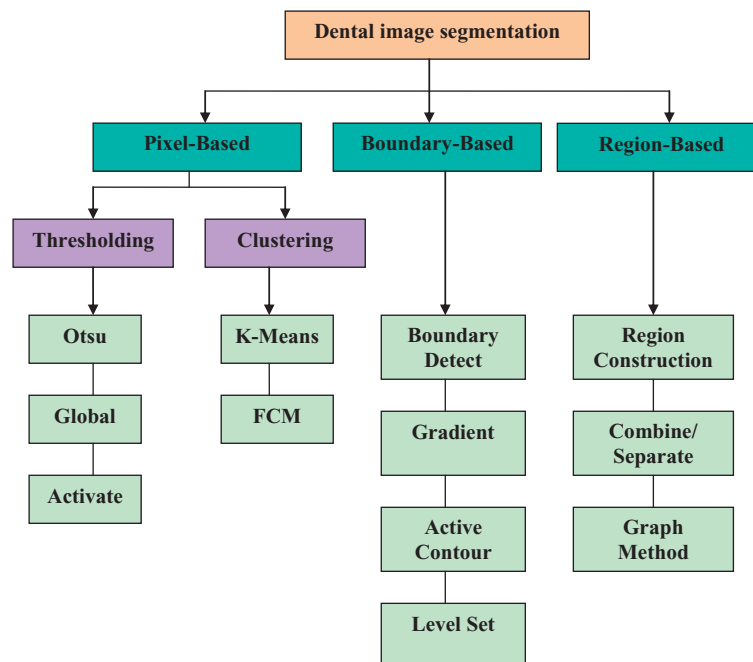 Dental image segmentation
Pixel-Based
Boundary-Based
Region-Based
Thresholding
Clustering
Otsu
K-Means
Boundary
Detect
Region
Construction
Global
FCM
Gradient
Combine/
Separate
Activate
Active
Contour
Graph
Method
Level Set